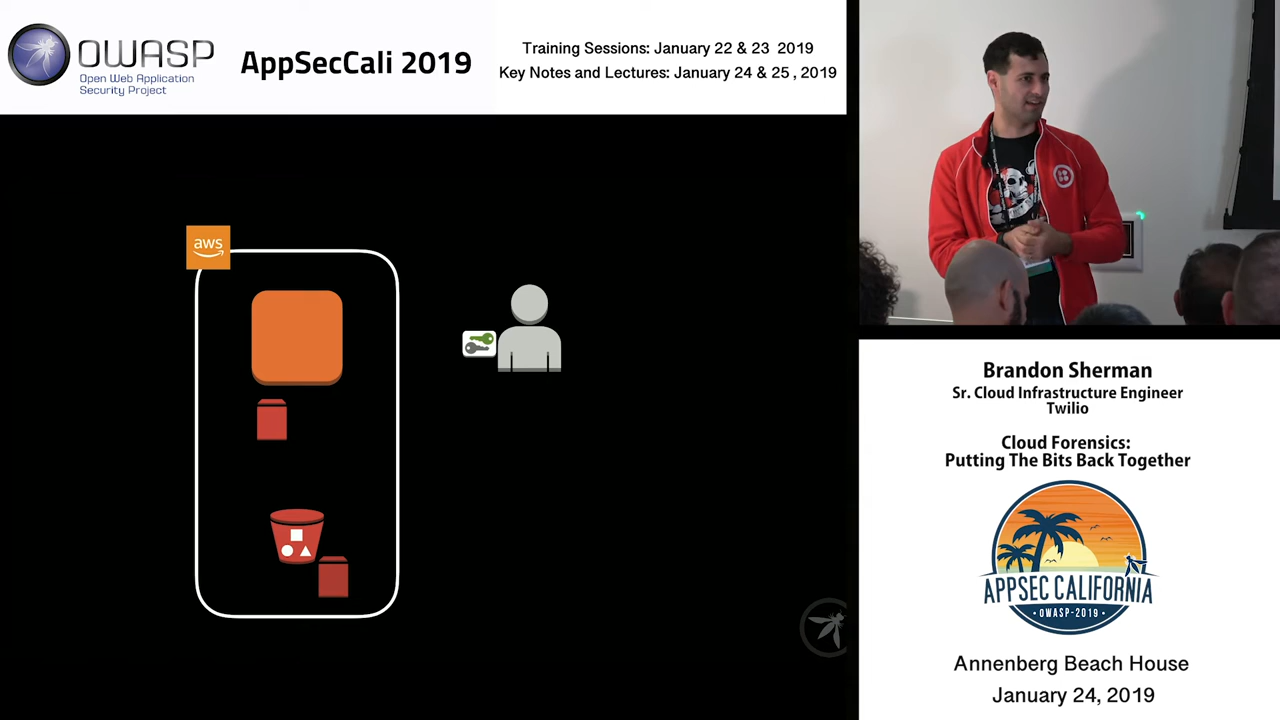 OWASP
Open Web Application
Security Project
AppSecCali 2019
Training Sessions: January 22 & 23 2019
Key Notes and Lectures: January 24 & 25 , 2019
aws
Brandon Sherman
Sr. Cloud Infrastructure Engineer
Twilio
Cloud Forensics:
Putting The Bits Back Together
APPSEC CALIFORNIA
• OWASP-2019 •
Annenberg Beach House
January 24, 2019